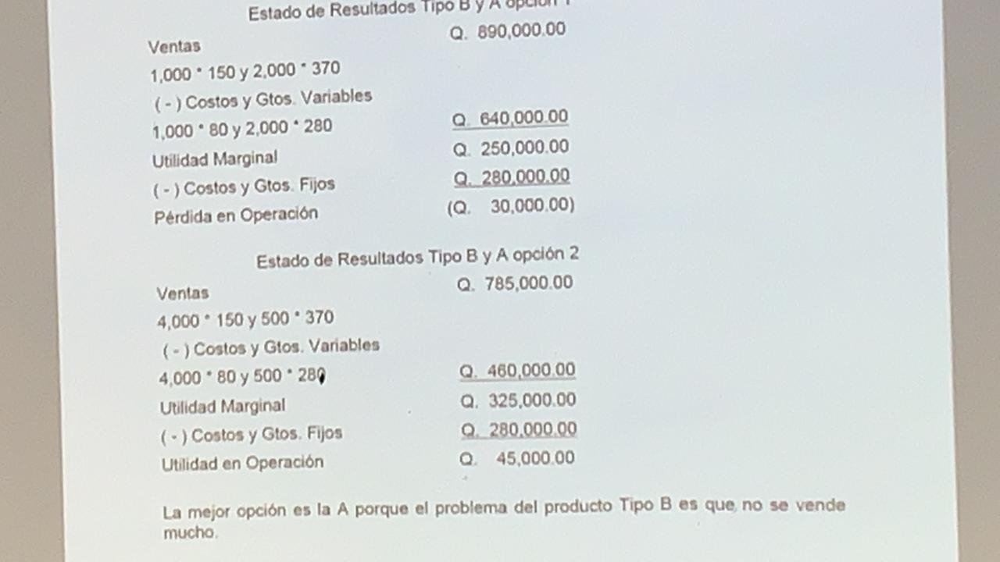 Estado de Resultados Tipo B y A opción 1
Ventas Q. 890,000.00
1,000 * 150 y 2,000 * 370
( - ) Costos y Gtos. Variables
1,000 * 80 y 2,000 * 280 Q. 640,000.00
Utilidad Marginal Q. 250,000.00
( - ) Costos y Gtos. Fijos Q. 280,000.00
Pérdida en Operación (Q. 30,000.00)
Estado de Resultados Tipo B y A opción 2
Ventas Q. 785,000.00
4,000 * 150 y 500 * 370
( - ) Costos y Gtos. Variables
4,000 * 80 y 500 * 280 Q. 460,000.00
Utilidad Marginal Q. 325,000.00
( - ) Costos y Gtos. Fijos Q. 280,000.00
Utilidad en Operación Q. 45,000.00
La mejor opción es la A porque el problema del producto Tipo B es que no se vende
mucho.